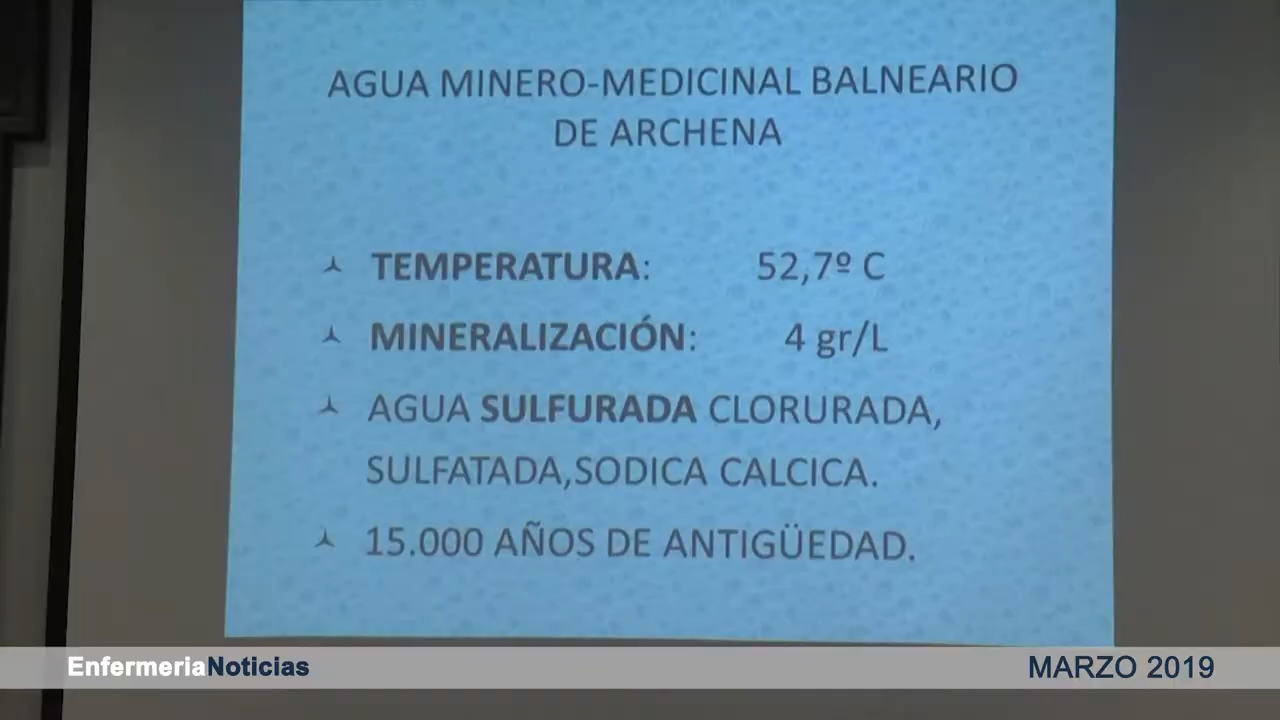 AGUA MINERO-MEDICINAL BALNEARIO
DE ARCHENA
TEMPERATURA: 52,7º C
MINERALIZACIÓN: 4 gr/L
AGUA SULFURADA CLORURADA,
SULFATADA,SODICA CALCICA.
15.000 AÑOS DE ANTIGÜEDAD.
EnfermeriaNoticias
MARZO 2019